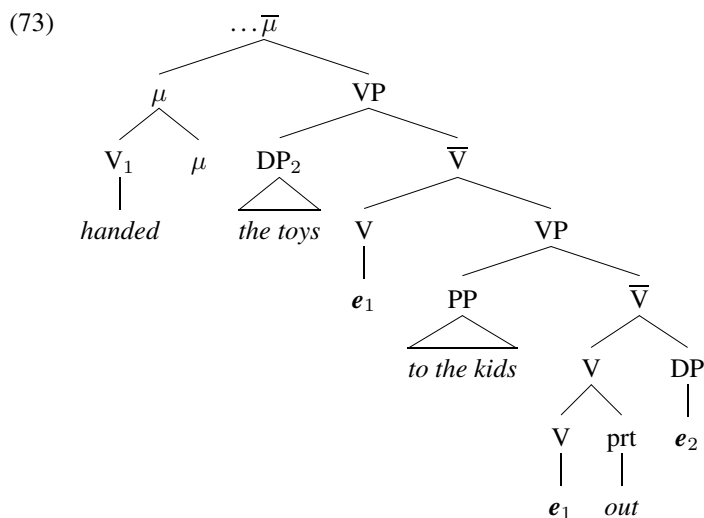 (73)
… μ̅
μ VP
V₁ μ DP₂ V̅
handed the toys V VP
e₁ PP V̅
to the kids V DP
V prt e₂
e₁ out